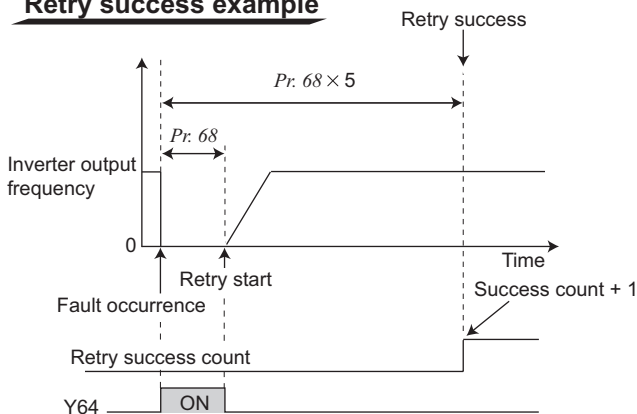 Retry success example
Retry success
Pr. 68 × 5
Pr. 68
Inverter output
frequency
0
Time
Retry start
Success count + 1
Fault occurrence
Retry success count
Y64
ON